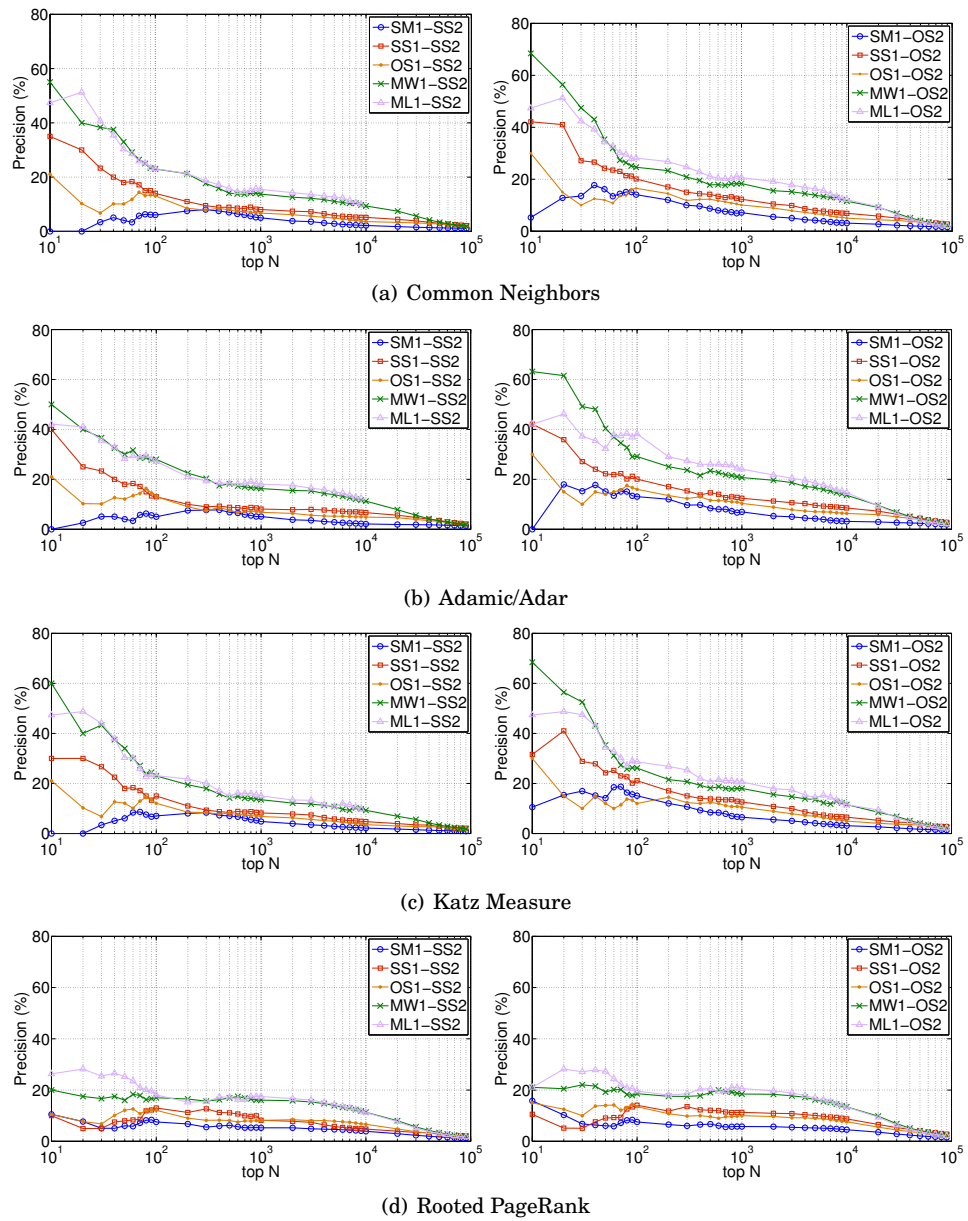 80
60
40
20
0
Precision (%)
10^1
10^2
10^3
10^4
10^5
top N
SM1−SS2
SS1−SS2
OS1−SS2
MW1−SS2
ML1−SS2
80
60
40
20
0
Precision (%)
10^1
10^2
10^3
10^4
10^5
top N
SM1−OS2
SS1−OS2
OS1−OS2
MW1−OS2
ML1−OS2
(a) Common Neighbors
80
60
40
20
0
Precision (%)
10^1
10^2
10^3
10^4
10^5
top N
SM1−SS2
SS1−SS2
OS1−SS2
MW1−SS2
ML1−SS2
80
60
40
20
0
Precision (%)
10^1
10^2
10^3
10^4
10^5
top N
SM1−OS2
SS1−OS2
OS1−OS2
MW1−OS2
ML1−OS2
(b) Adamic/Adar
80
60
40
20
0
Precision (%)
10^1
10^2
10^3
10^4
10^5
top N
SM1−SS2
SS1−SS2
OS1−SS2
MW1−SS2
ML1−SS2
80
60
40
20
0
Precision (%)
10^1
10^2
10^3
10^4
10^5
top N
SM1−OS2
SS1−OS2
OS1−OS2
MW1−OS2
ML1−OS2
(c) Katz Measure
80
60
40
20
0
Precision (%)
10^1
10^2
10^3
10^4
10^5
top N
SM1−SS2
SS1−SS2
OS1−SS2
MW1−SS2
ML1−SS2
80
60
40
20
0
Precision (%)
10^1
10^2
10^3
10^4
10^5
top N
SM1−OS2
SS1−OS2
OS1−OS2
MW1−OS2
ML1−OS2
(d) Rooted PageRank